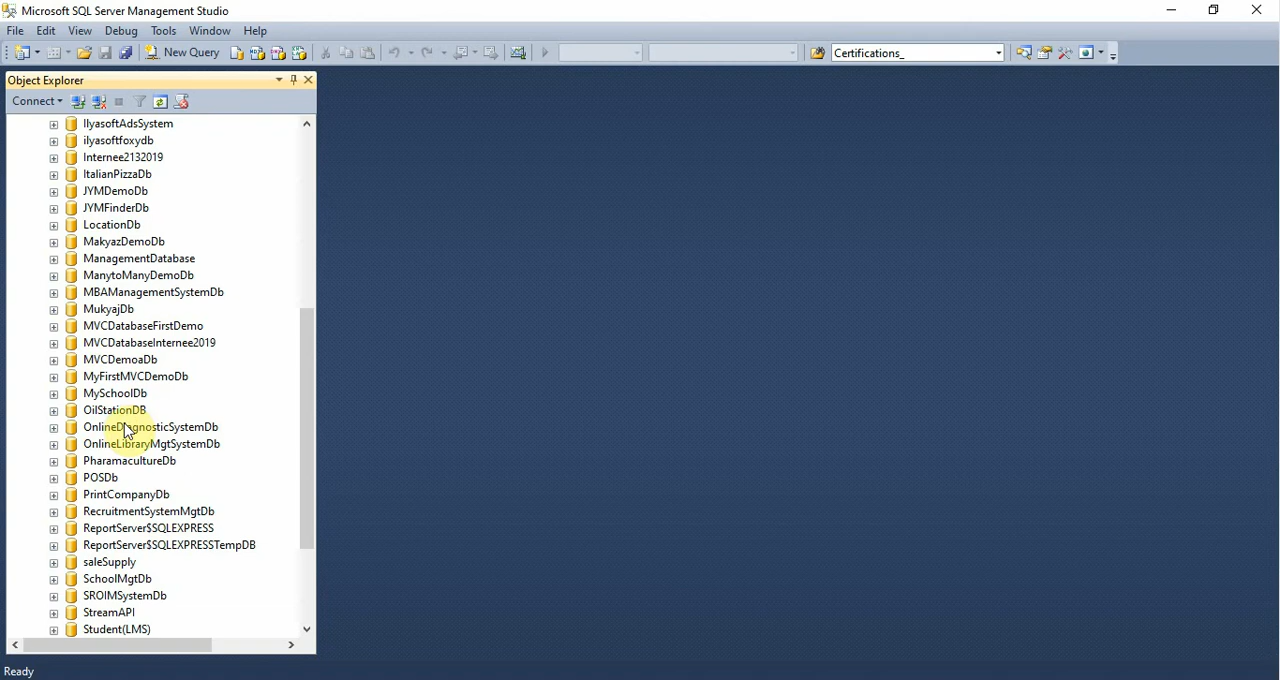 Microsoft SQL Server Management Studio
File Edit View Debug Tools Window Help
New Query Certifications_
Object Explorer
Connect
IlyasoftAdsSystem
ilyasoftfoxydb
Internee2132019
ItalianPizzaDb
JYMDemoDb
JYMFinderDb
LocationDb
MakyazDemoDb
ManagementDatabase
ManytoManyDemoDb
MBAManagementSystemDb
MukyajDb
MVCDatabaseFirstDemo
MVCDatabaseInternee2019
MVCDemoaDb
MyFirstMVCDemoDb
MySchoolDb
OilStationDB
OnlineDiagnosticSystemDb
OnlineLibraryMgtSystemDb
PharamacultureDb
POSDb
PrintCompanyDb
RecruitmentSystemMgtDb
ReportServer$SQLEXPRESS
ReportServer$SQLEXPRESSTempDB
saleSupply
SchoolMgtDb
SROIMSystemDb
StreamAPI
Student(LMS)
Ready